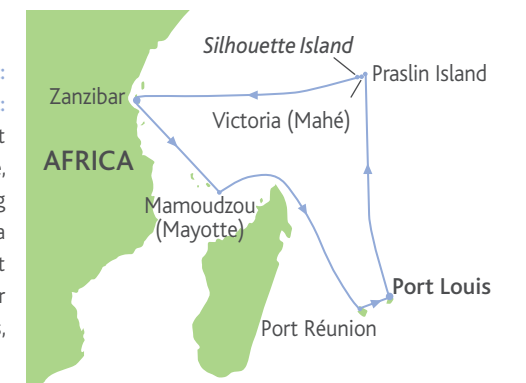 Silhouette Island
Praslin Island
Zanzibar
Victoria (Mahé)
AFRICA
Mamoudzou
(Mayotte)
Port Louis
Port Réunion